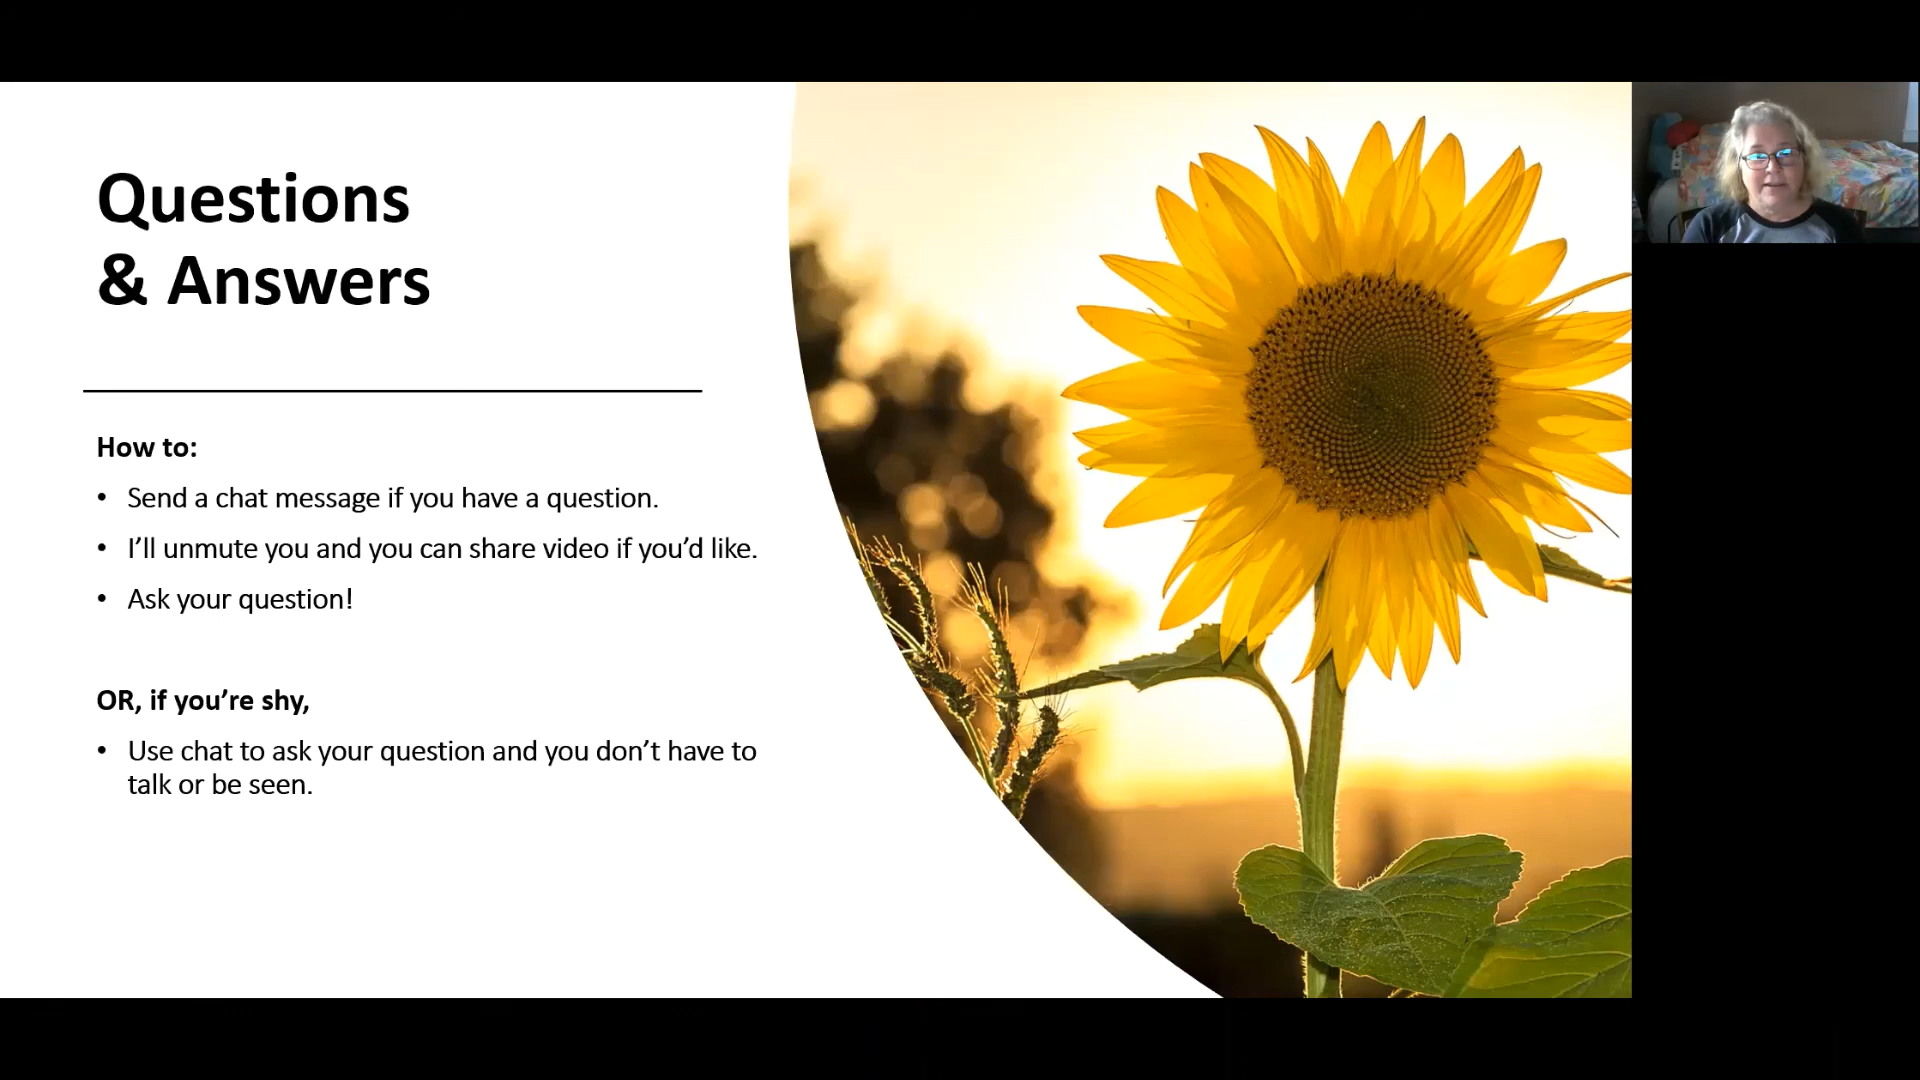 Questions
& Answers
How to:
• Send a chat message if you have a question.
• I’ll unmute you and you can share video if you’d like.
• Ask your question!
OR, if you’re shy,
• Use chat to ask your question and you don’t have to
talk or be seen.